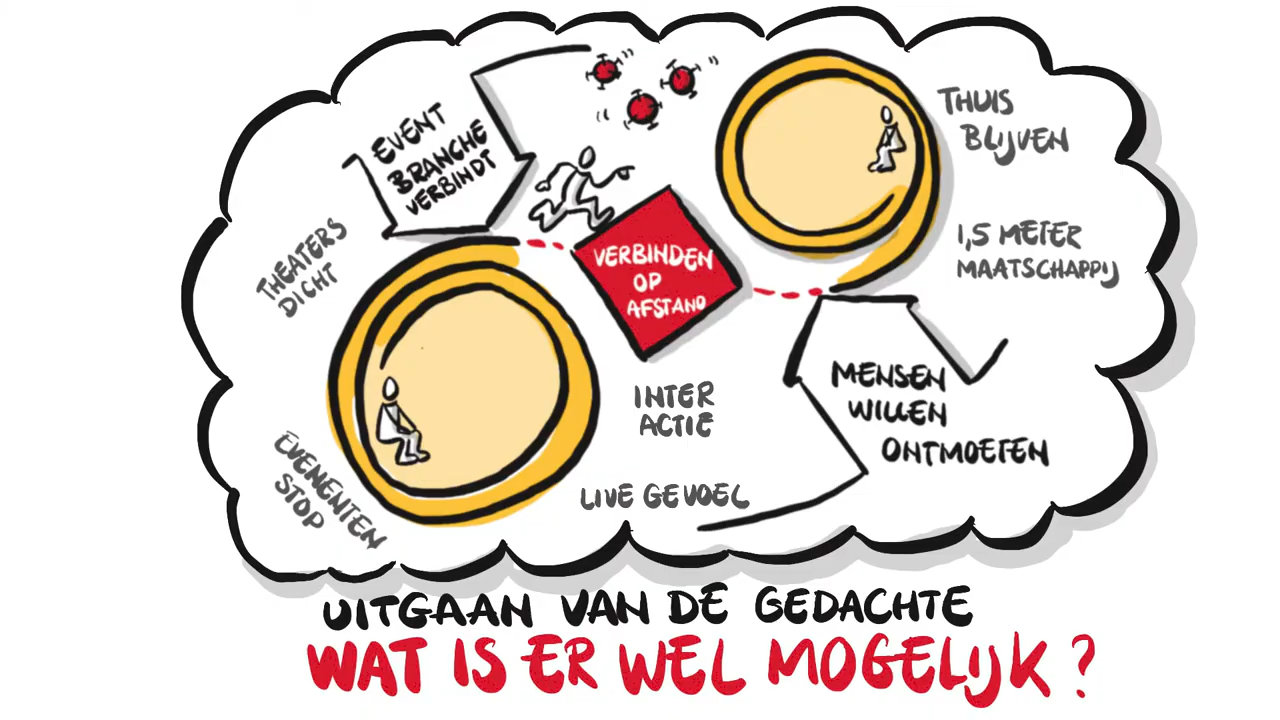 EVENT
BRANCHE
VERBINDT
THUIS
BLIJVEN
THEATERS
DICHT
VERBINDEN
OP
AFSTAND
1,5 METER
MAATSCHAPPIJ
INTER
ACTIE
MENSEN
WILLEN
ONTMOETEN
EVENENTEN
STOP
LIVE GEVOEL
UITGAAN VAN DE GEDACHTE
WAT IS ER WEL MOGELIJK?